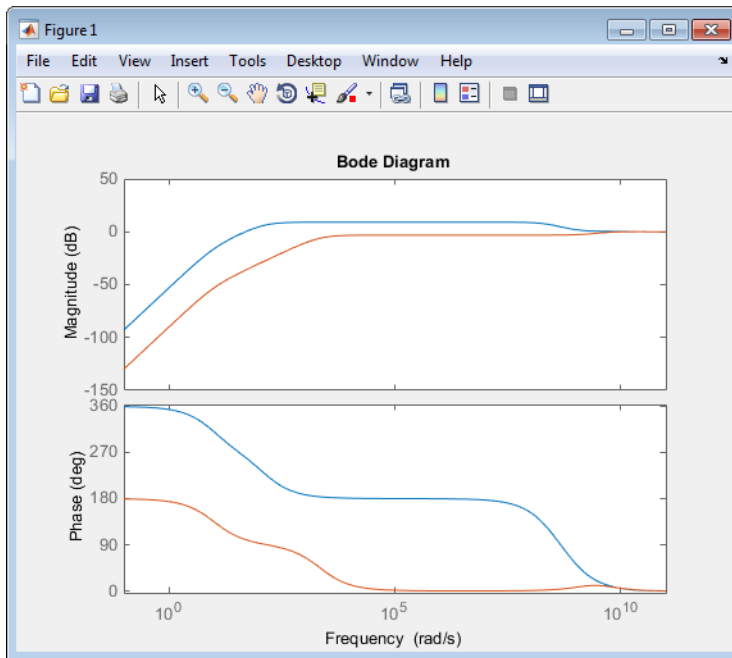 Figure 1
File Edit View Insert Tools Desktop Window Help
Bode Diagram
Magnitude (dB)
50
0
-50
-100
-150
Phase (deg)
360
270
180
90
0
10^0 10^5 10^10
Frequency (rad/s)